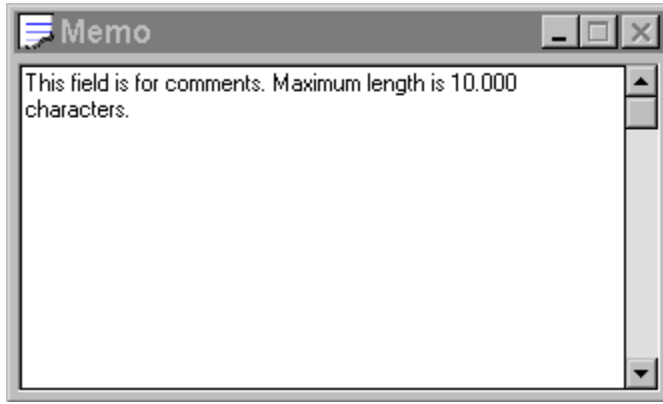 Memo
This field is for comments. Maximum length is 10.000
characters.